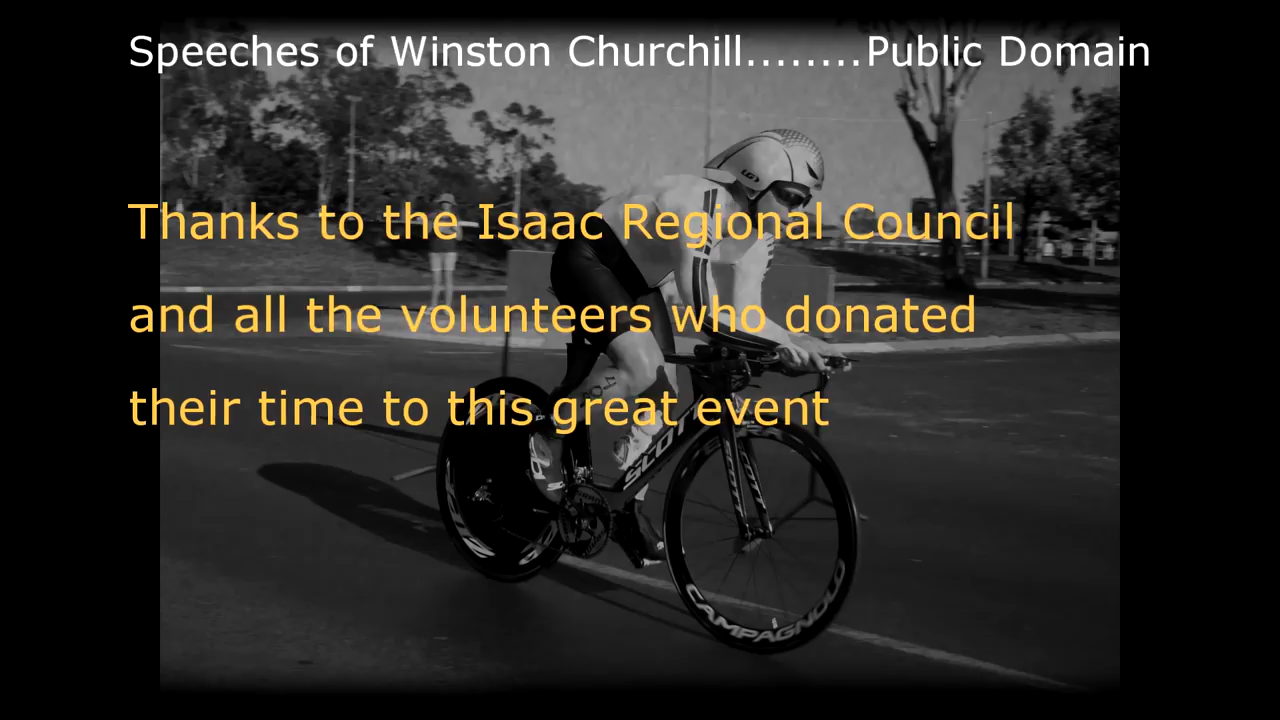 Speeches of Winston Churchill........Public Domain
Thanks to the Isaac Regional Council
and all the volunteers who donated
their time to this great event
SCOTT
CAMPAGNOLO